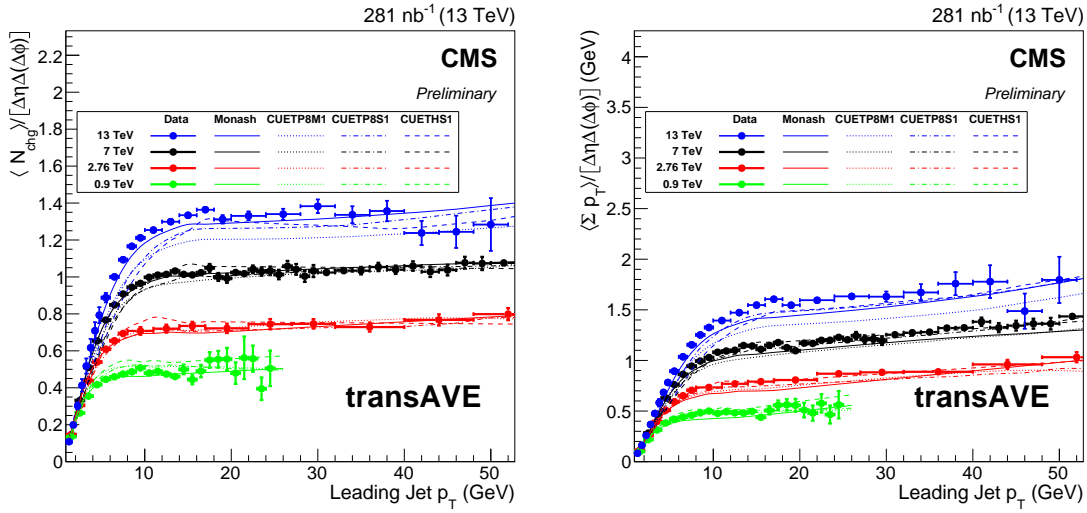 281 nb⁻¹ (13 TeV)
⟨ N_chg⟩/[ΔηΔ(Δϕ)]
CMS
Preliminary
Data Monash CUETP8M1 CUETP8S1 CUETHS1
13 TeV
7 TeV
2.76 TeV
0.9 TeV
2.2
2
1.8
1.6
1.4
1.2
1
0.8
0.6
0.4
0.2
0
transAVE
10 20 30 40 50
Leading Jet p_T (GeV)
281 nb⁻¹ (13 TeV)
⟨Σ p_T⟩/[ΔηΔ(Δϕ)] (GeV)
CMS
Preliminary
Data Monash CUETP8M1 CUETP8S1 CUETHS1
13 TeV
7 TeV
2.76 TeV
0.9 TeV
4
3.5
3
2.5
2
1.5
1
0.5
0
transAVE
10 20 30 40 50
Leading Jet p_T (GeV)